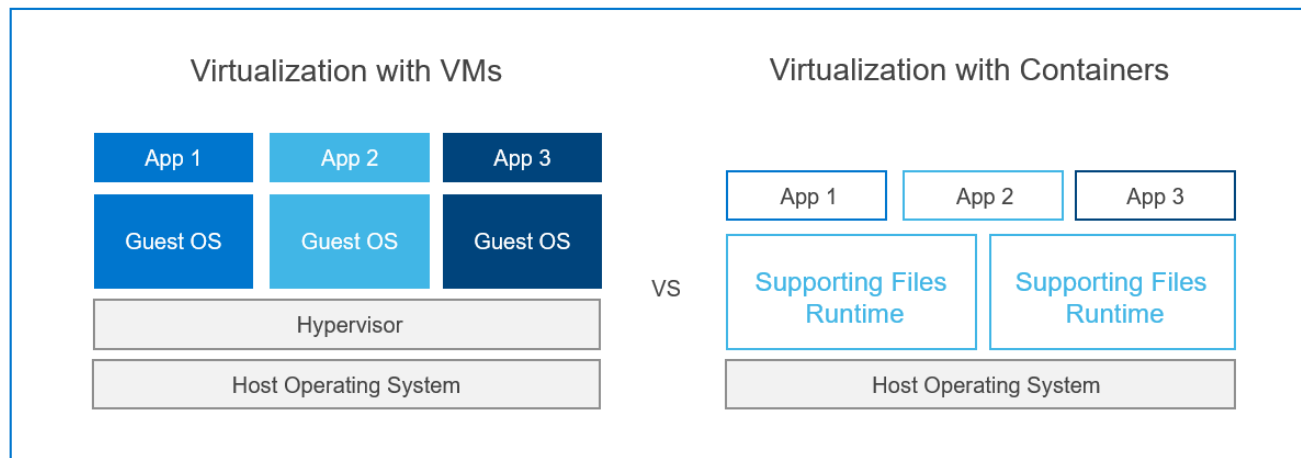 Virtualization with VMs
App 1
App 2
App 3
Guest OS
Guest OS
Guest OS
Hypervisor
Host Operating System
VS
Virtualization with Containers
App 1
App 2
App 3
Supporting Files
Runtime
Supporting Files
Runtime
Host Operating System